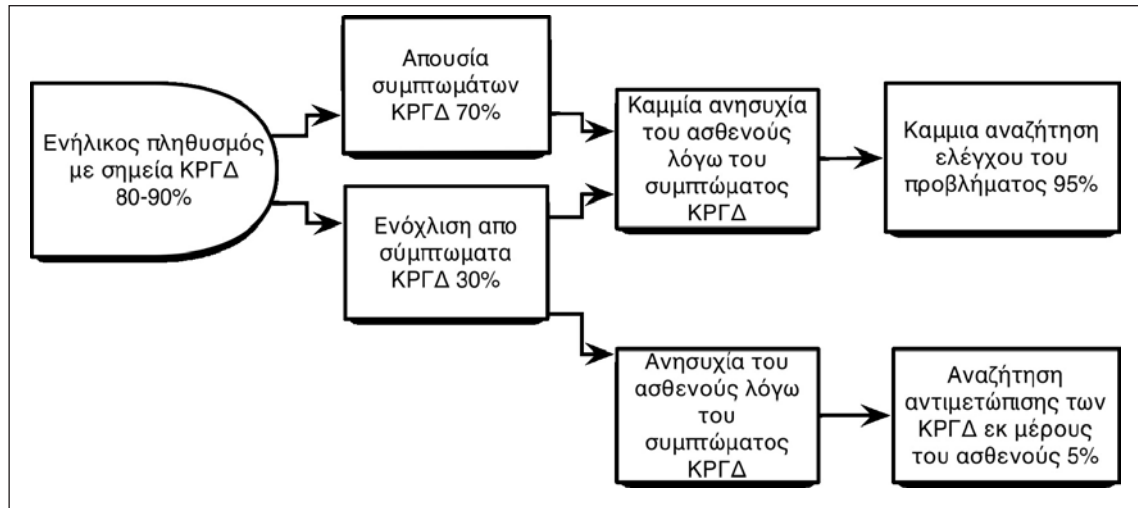 Ενήλικος πληθυσμός
με σημεία ΚΡΓΔ
80-90%
Απουσία
συμπτωμάτων
ΚΡΓΔ 70%
Ενόχλιση απο
σύμπτωματα
ΚΡΓΔ 30%
Καμμία ανησυχία
του ασθενούς
λόγω του
συμπτώματος
ΚΡΓΔ
Ανησυχία του
ασθενούς λόγω
του
συμπτώματος
ΚΡΓΔ
Καμμια αναζήτηση
ελέγχου του
προβλήματος 95%
Αναζήτηση
αντιμετώπισης των
ΚΡΓΔ εκ μέρους
του ασθενούς 5%